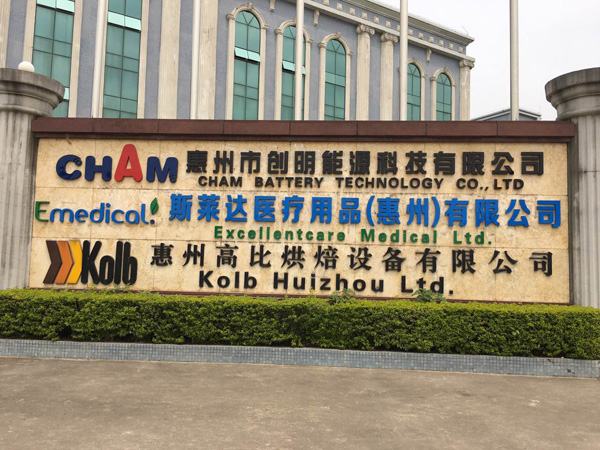 CHAM 惠州市创明能源科技有限公司
CHAM BATTERY TECHNOLOGY CO., LTD
Emedical! 斯莱达医疗用品(惠州)有限公司
Excellentcare Medical Ltd.
Kolb 惠州高比烘焙设备有限公司
Kolb Huizhou Ltd.